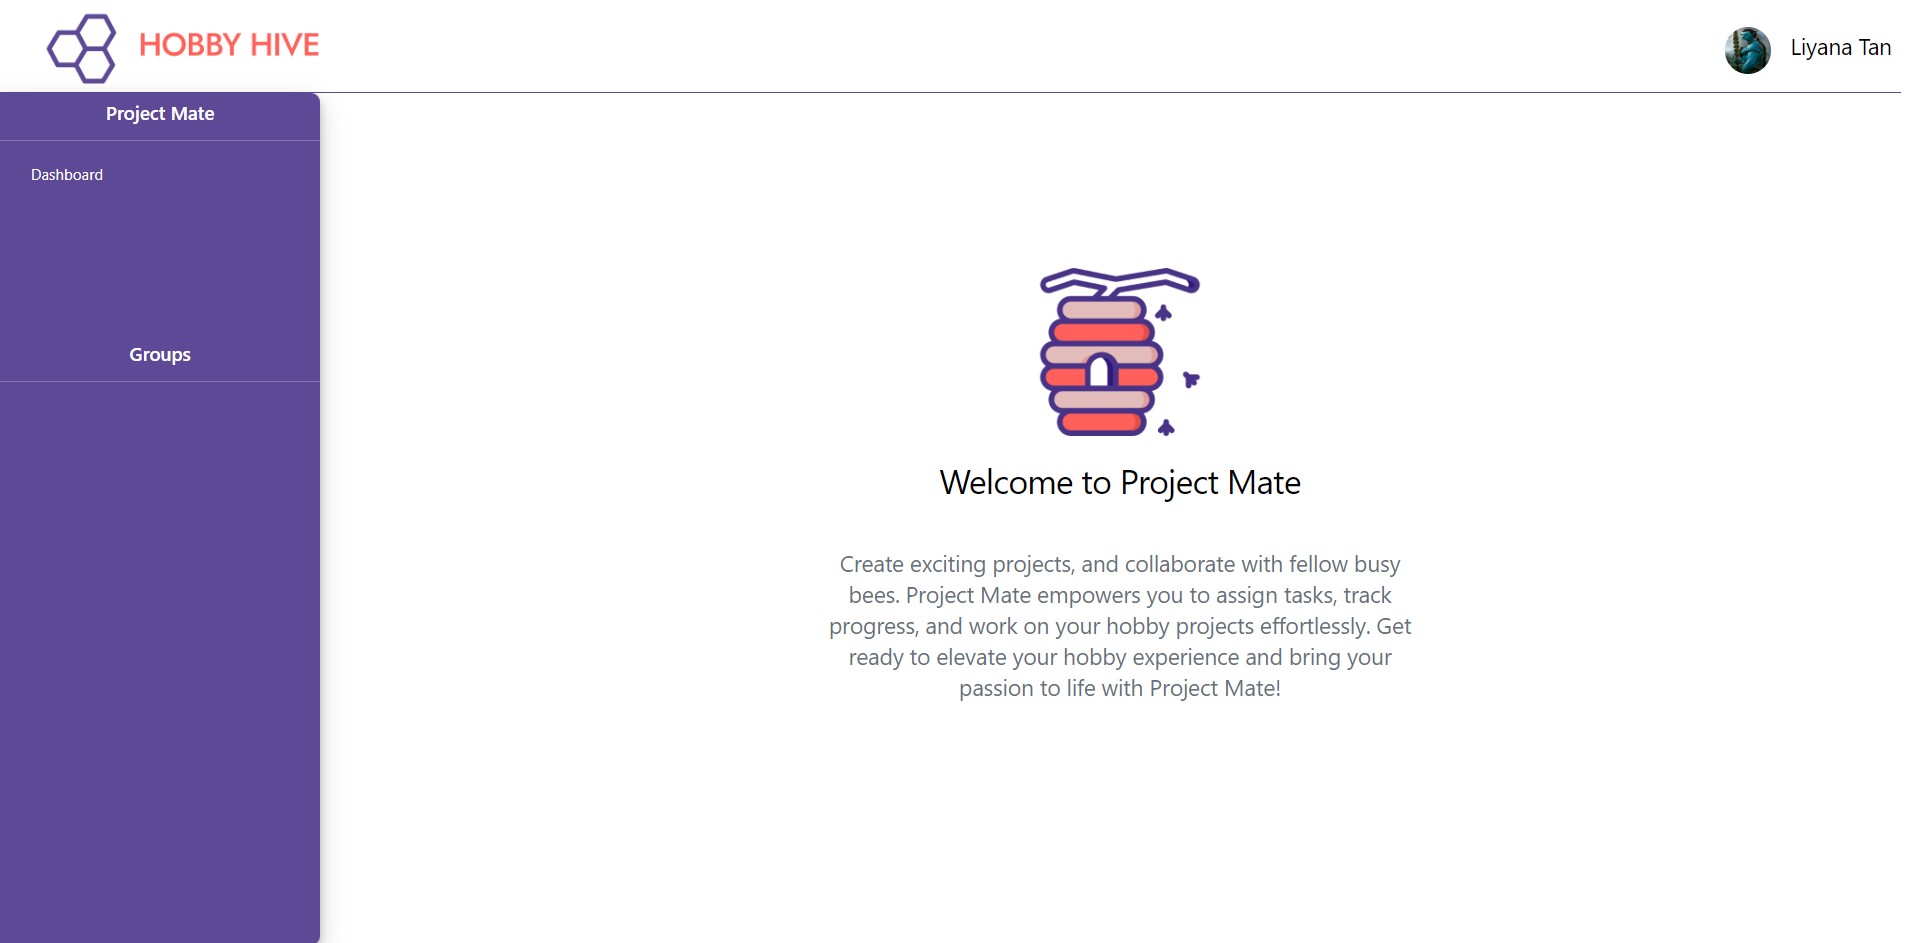 HOBBY HIVE
Liyana Tan
Project Mate
Dashboard
Groups
Welcome to Project Mate
Create exciting projects, and collaborate with fellow busy
bees. Project Mate empowers you to assign tasks, track
progress, and work on your hobby projects effortlessly. Get
ready to elevate your hobby experience and bring your
passion to life with Project Mate!